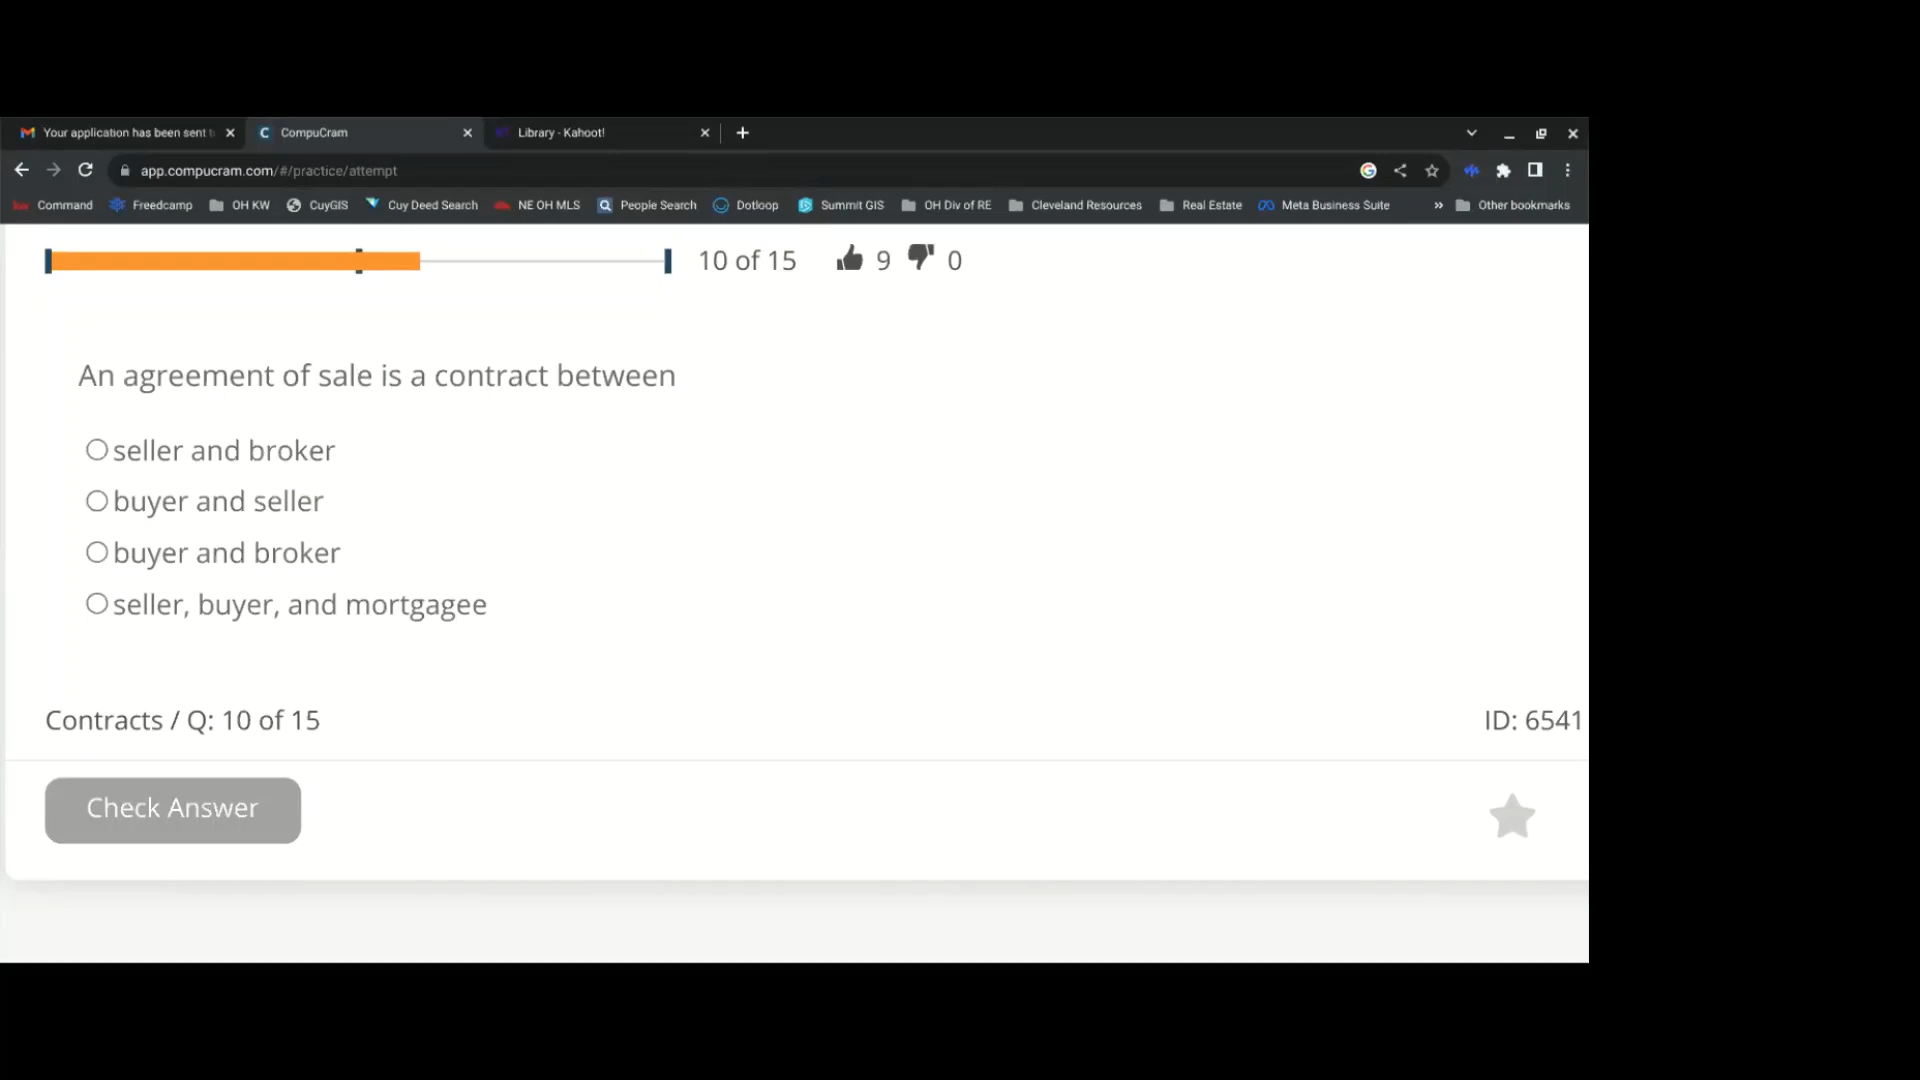 Your application has been sent t
CompuCram
Library - Kahoot!
app.compucram.com/#/practice/attempt
Command
Freedcamp
OH KW
CuyGIS
Cuy Deed Search
NE OH MLS
People Search
Dotloop
Summit GIS
OH Div of RE
Cleveland Resources
Real Estate
Meta Business Suite
»
Other bookmarks
10 of 15 9 0
An agreement of sale is a contract between
seller and broker
buyer and seller
buyer and broker
seller, buyer, and mortgagee
Contracts / Q: 10 of 15
ID: 6541
Check Answer